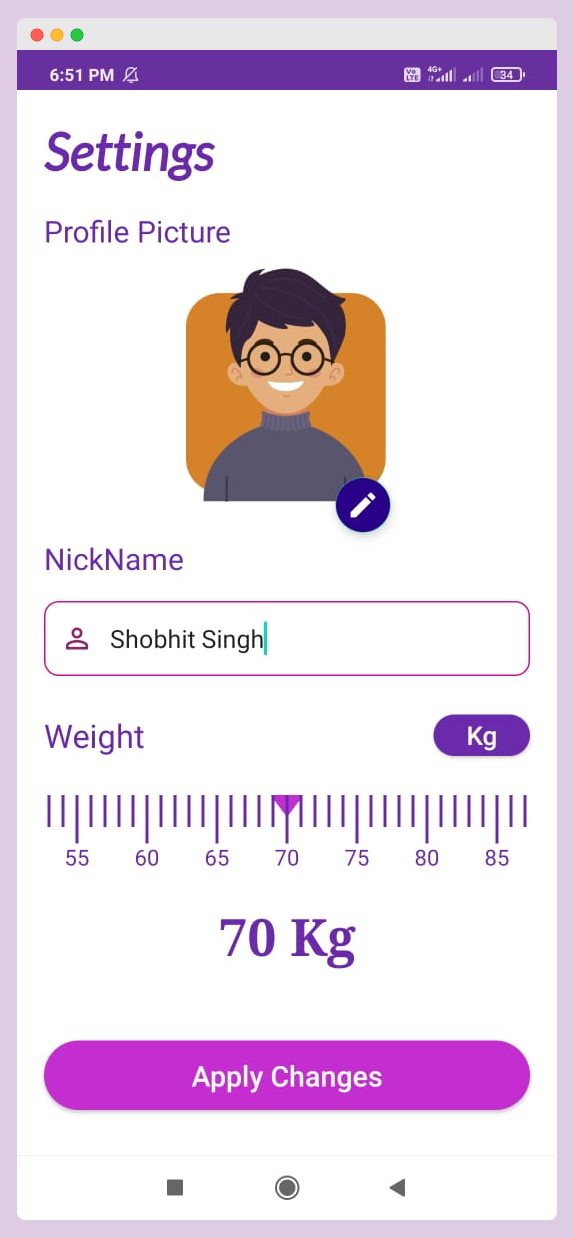 6:51 PM Vo LTE 4G+ 34
Settings
Profile Picture
NickName
Shobhit Singh
Weight Kg
55 60 65 70 75 80 85
70 Kg
Apply Changes